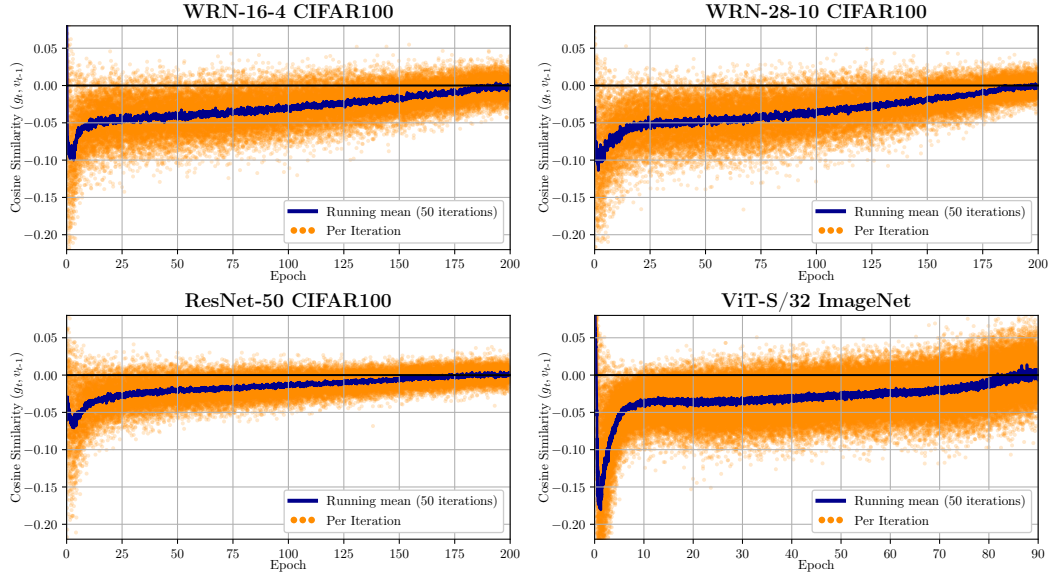 WRN-16-4 CIFAR100
Cosine Similarity (g_t, v_{t-1})
0.05
0.00
−0.05
−0.10
−0.15
−0.20
0 25 50 75 100 125 150 175 200
Epoch
Running mean (50 iterations)
Per Iteration
WRN-28-10 CIFAR100
Cosine Similarity (g_t, v_{t-1})
0.05
0.00
−0.05
−0.10
−0.15
−0.20
0 25 50 75 100 125 150 175 200
Epoch
Running mean (50 iterations)
Per Iteration
ResNet-50 CIFAR100
Cosine Similarity (g_t, v_{t-1})
0.05
0.00
−0.05
−0.10
−0.15
−0.20
0 25 50 75 100 125 150 175 200
Epoch
Running mean (50 iterations)
Per Iteration
ViT-S/32 ImageNet
Cosine Similarity (g_t, v_{t-1})
0.05
0.00
−0.05
−0.10
−0.15
−0.20
0 10 20 30 40 50 60 70 80 90
Epoch
Running mean (50 iterations)
Per Iteration